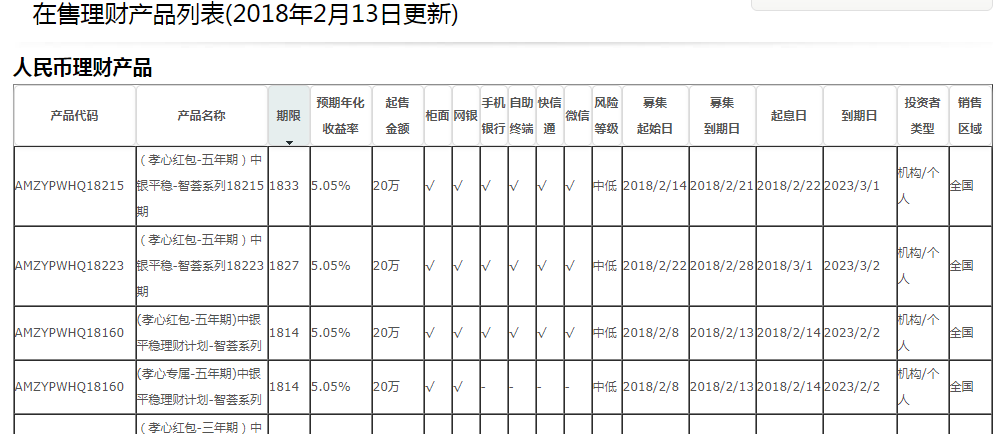 在售理财产品列表(2018年2月13日更新)
人民币理财产品
产品代码 产品名称 期限 预期年化收益率 起售金额 柜面 网银 手机银行 自助终端 快信通 微信 风险等级 募集起始日 募集到期日 起息日 到期日 投资者类型 销售区域
AMZYPWHQ18215 （孝心红包-五年期）中银平稳-智荟系列18215期 1833 5.05% 20万 √ √ √ √ √ √ 中低 2018/2/14 2018/2/21 2018/2/22 2023/3/1 机构/个人 全国
AMZYPWHQ18223 （孝心红包-五年期）中银平稳-智荟系列18223期 1827 5.05% 20万 √ √ √ √ √ √ 中低 2018/2/22 2018/2/28 2018/3/1 2023/3/2 机构/个人 全国
AMZYPWHQ18160 (孝心红包-五年期)中银平稳理财计划-智荟系列 1814 5.05% 20万 √ √ √ √ √ √ 中低 2018/2/8 2018/2/13 2018/2/14 2023/2/2 机构/个人 全国
AMZYPWHQ18160 (孝心专属-五年期)中银平稳理财计划-智荟系列 1814 5.05% 20万 √ √ - - - - 中低 2018/2/8 2018/2/13 2018/2/14 2023/2/2 机构/个人 全国
（孝心红包-三年期）中